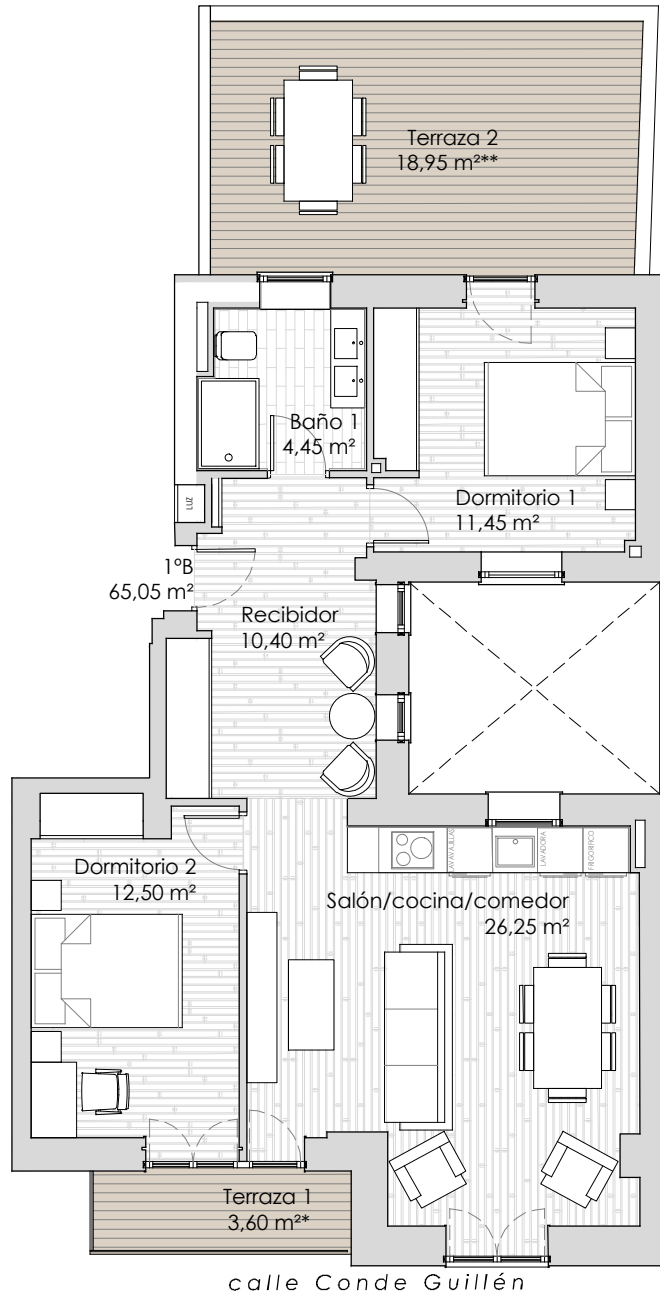 Terraza 2
18,95 m²**
Baño 1
4,45 m²
Dormitorio 1
11,45 m²
LUZ
1ºB
65,05 m²
Recibidor
10,40 m²
LAVAVAJILLAS
LAVADORA
FRIGORIFICO
Dormitorio 2
12,50 m²
Salón/cocina/comedor
26,25 m²
Terraza 1
3,60 m²*
calle Conde Guillén